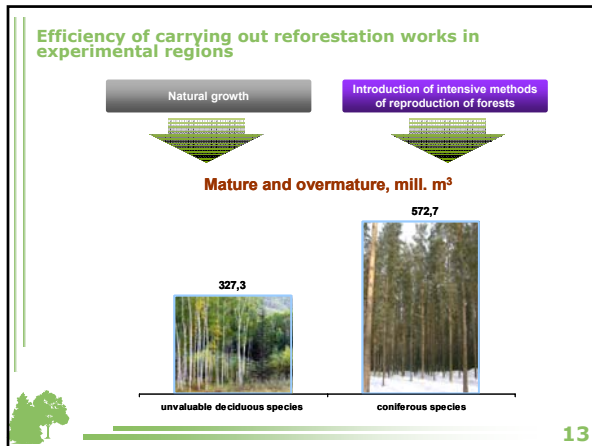 Efficiency of carrying out reforestation works in
experimental regions
Natural growth
Introduction of intensive methods
of reproduction of forests
Mature and overmature, mill. m³
572,7
327,3
unvaluable deciduous species
coniferous species
13